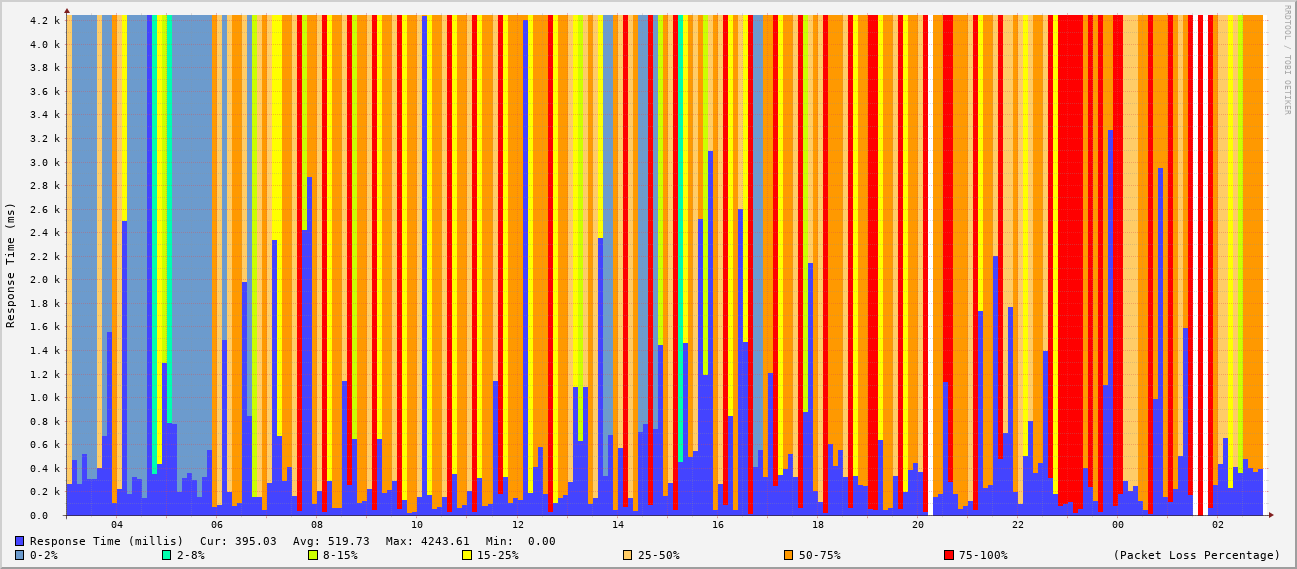 RRDTOOL / TOBI OETIKER
Response Time (ms)
4.2 k
4.0 k
3.8 k
3.6 k
3.4 k
3.2 k
3.0 k
2.8 k
2.6 k
2.4 k
2.2 k
2.0 k
1.8 k
1.6 k
1.4 k
1.2 k
1.0 k
0.8 k
0.6 k
0.4 k
0.2 k
0.0
04 06 08 10 12 14 16 18 20 22 00 02
Response Time (millis) Cur: 395.03 Avg: 519.73 Max: 4243.61 Min: 0.00
0-2% 2-8% 8-15% 15-25% 25-50% 50-75% 75-100% (Packet Loss Percentage)